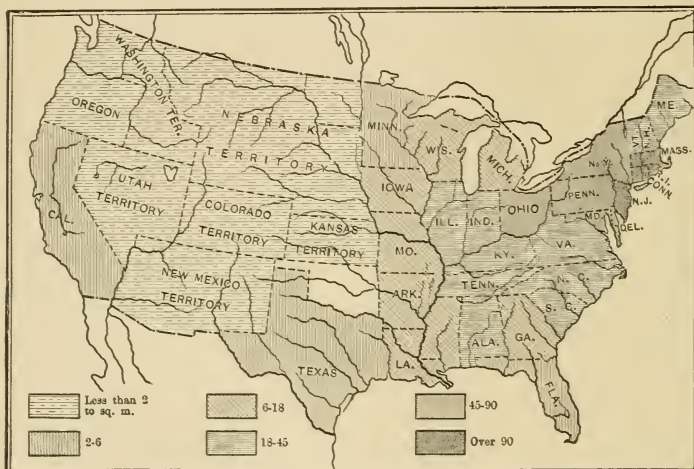 WASHINGTON TER.
OREGON
NEBRASKA
TERRITORY
UTAH
TERRITORY
COLORADO
TERRITORY
KANSAS
TERRITORY
NEW MEXICO
TERRITORY
CAL.
TEXAS
MINN.
WIS.
MICH.
IOWA
ILL.
IND.
OHIO
MO.
KY.
ARK.
TENN.
LA.
ALA.
GA.
FLA.
S. C.
N. C.
VA.
MD.
DEL.
N.J.
PENN.
N.Y.
CONN.
R.I.
MASS.
VT.
N.H.
ME.
Less than 2
to sq. m.
2-6
6-18
18-45
45-90
Over 90